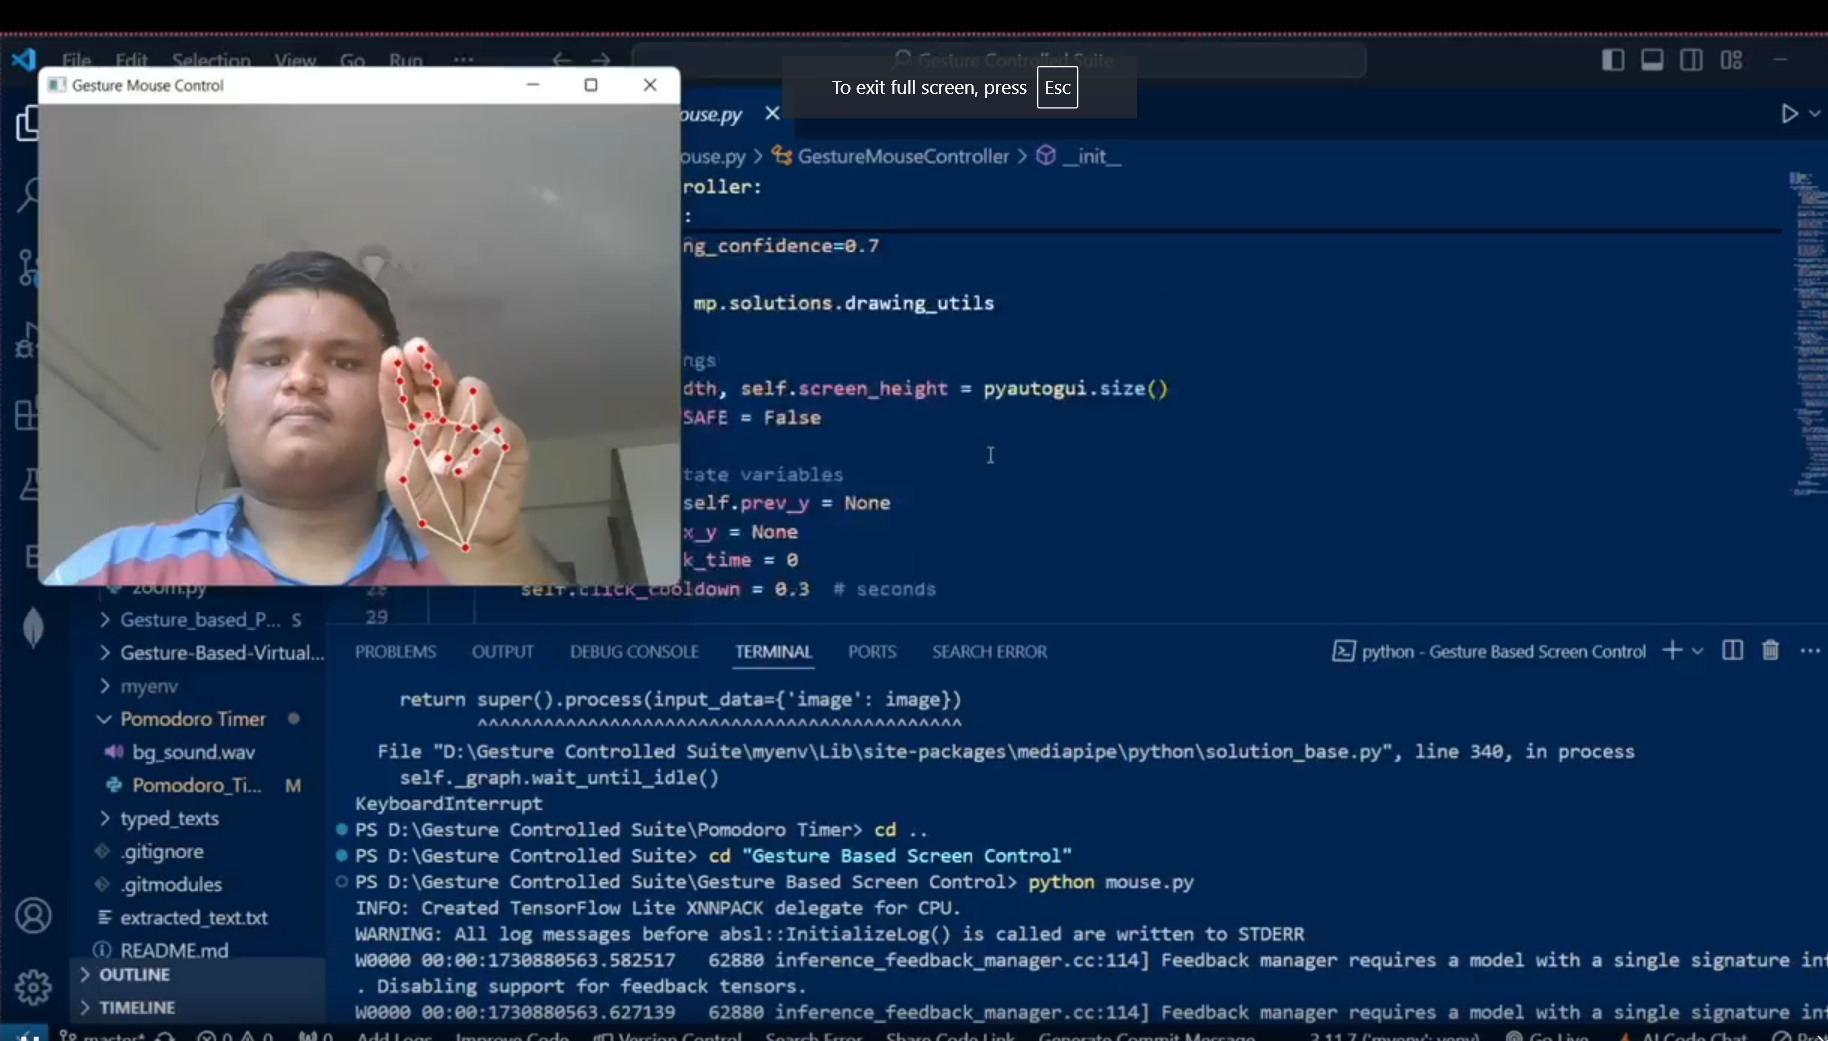 File Edit Selection View Go Run ...
Gesture Controlled Suite
Gesture Mouse Control
To exit full screen, press Esc
ouse.py
ouse.py > GestureMouseController > __init__
roller:
:
ng_confidence=0.7
mp.solutions.drawing_utils
ngs
dth, self.screen_height = pyautogui.size()
SAFE = False
tate variables
self.prev_y = None
x_y = None
k_time = 0
28 self.click_cooldown = 0.3 # seconds
29
zoom.py
Gesture_based_P... S
Gesture-Based-Virtual...
myenv
Pomodoro Timer
bg_sound.wav
Pomodoro_Ti... M
typed_texts
.gitignore
.gitmodules
extracted_text.txt
README.md
OUTLINE
TIMELINE
PROBLEMS OUTPUT DEBUG CONSOLE TERMINAL PORTS SEARCH ERROR
python - Gesture Based Screen Control
return super().process(input_data={'image': image})
^^^^^^^^^^^^^^^^^^^^^^^^^^^^^^^^^^^^^^^^^^^^
File "D:\Gesture Controlled Suite\myenv\Lib\site-packages\mediapipe\python\solution_base.py", line 340, in process
self._graph.wait_until_idle()
KeyboardInterrupt
PS D:\Gesture Controlled Suite\Pomodoro Timer> cd ..
PS D:\Gesture Controlled Suite> cd "Gesture Based Screen Control"
PS D:\Gesture Controlled Suite\Gesture Based Screen Control> python mouse.py
INFO: Created TensorFlow Lite XNNPACK delegate for CPU.
WARNING: All log messages before absl::InitializeLog() is called are written to STDERR
W0000 00:00:1730880563.582517 62880 inference_feedback_manager.cc:114] Feedback manager requires a model with a single signature inf
. Disabling support for feedback tensors.
W0000 00:00:1730880563.627139 62880 inference_feedback_manager.cc:114] Feedback manager requires a model with a single signature inf
master* 0 0 0 Add Logs Improve Code Version Control Search Error Share Code Link Generate Commit Message 3.11.7 ('myenv': venv) Go Live AI Code Chat